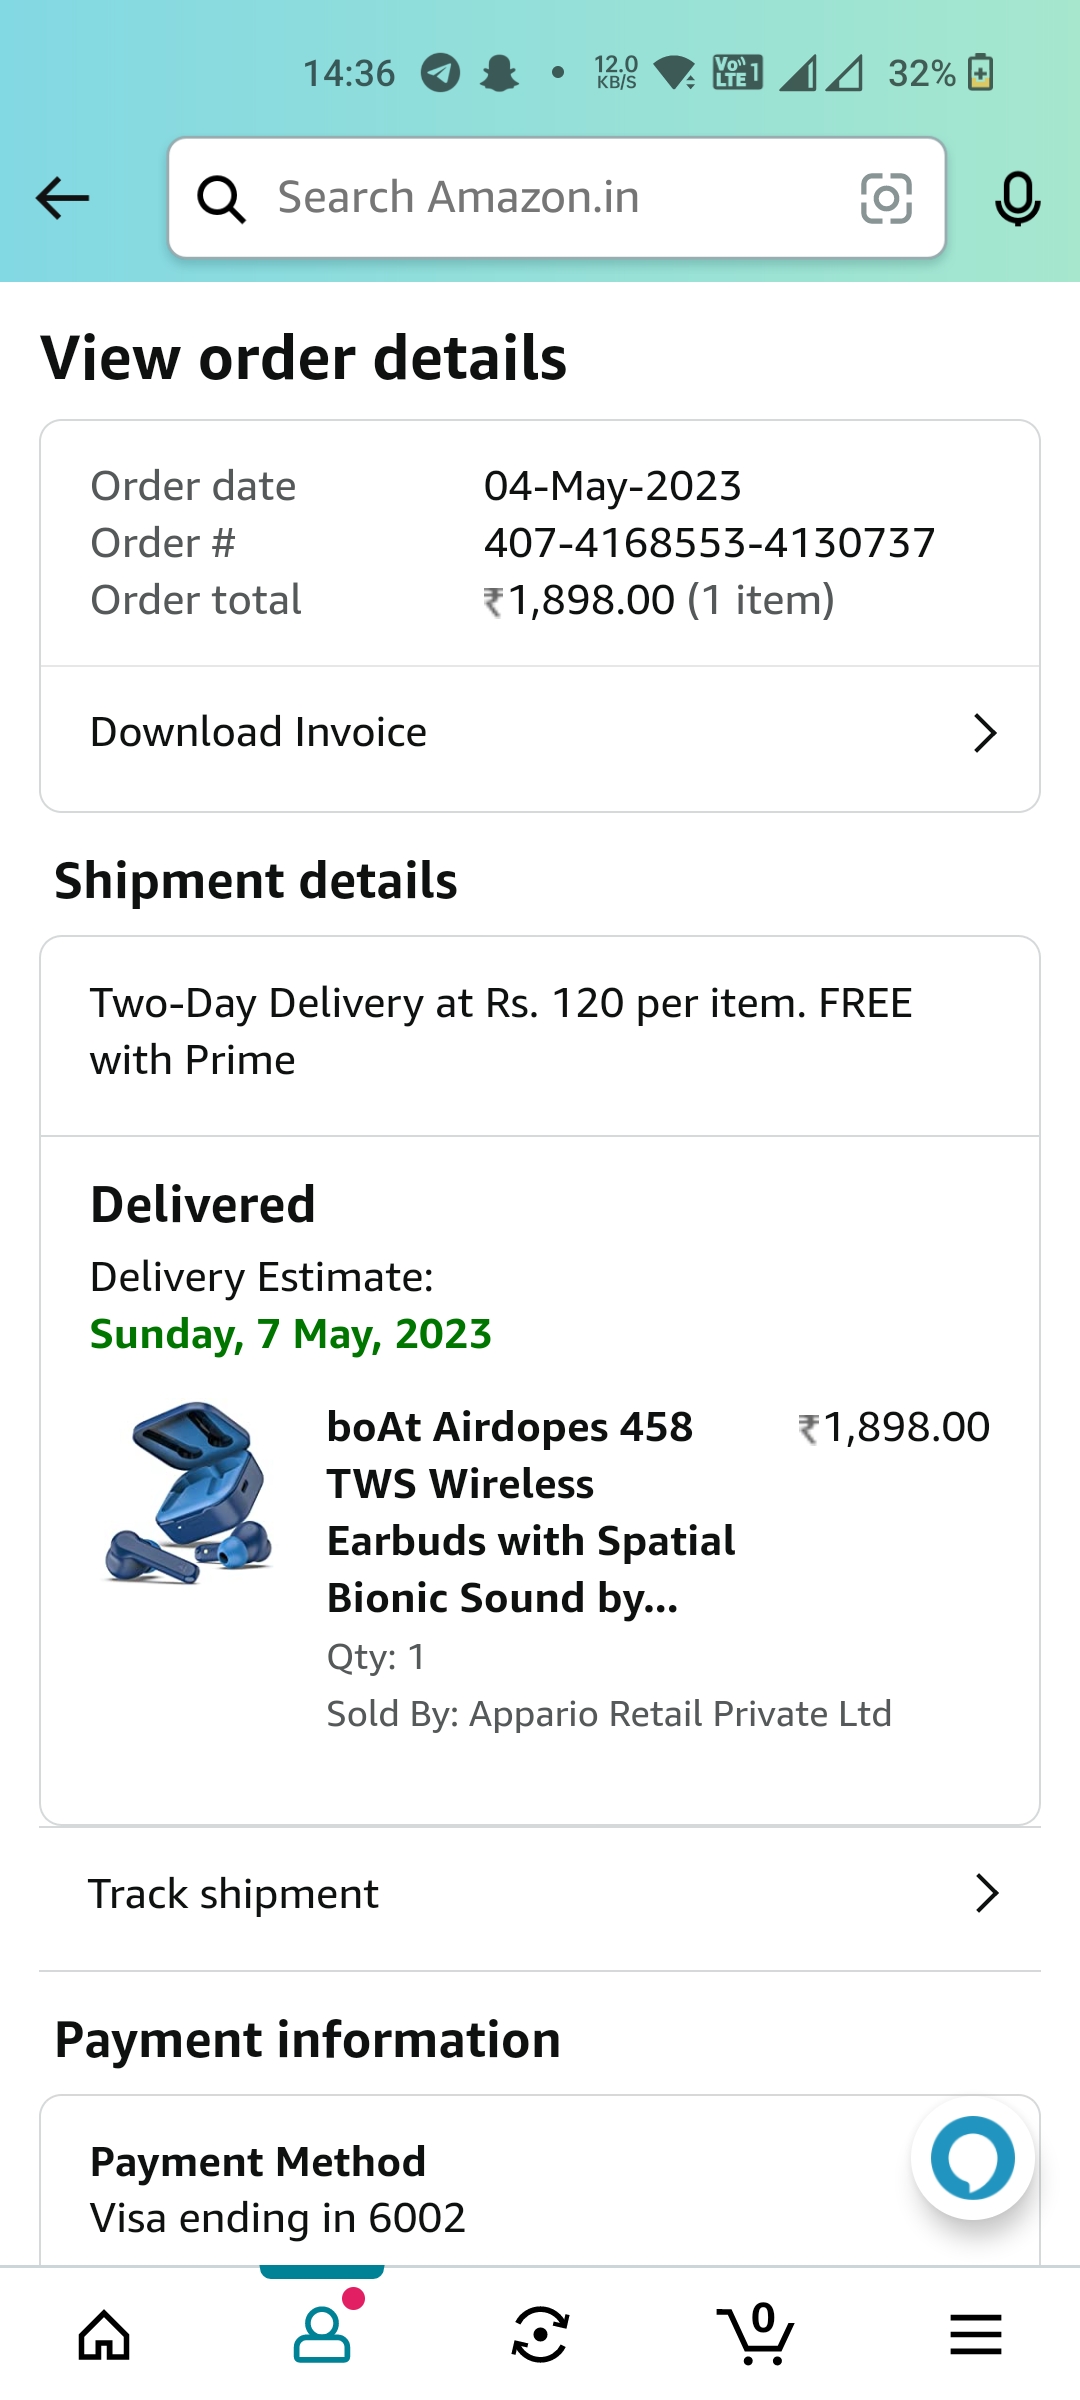 14:36 12.0 KB/S Vo)) LTE 1 32%
Search Amazon.in
View order details
Order date 04-May-2023
Order # 407-4168553-4130737
Order total ₹1,898.00 (1 item)
Download Invoice
Shipment details
Two-Day Delivery at Rs. 120 per item. FREE
with Prime
Delivered
Delivery Estimate:
Sunday, 7 May, 2023
boAt Airdopes 458 ₹1,898.00
TWS Wireless
Earbuds with Spatial
Bionic Sound by...
Qty: 1
Sold By: Appario Retail Private Ltd
Track shipment
Payment information
Payment Method
Visa ending in 6002
0